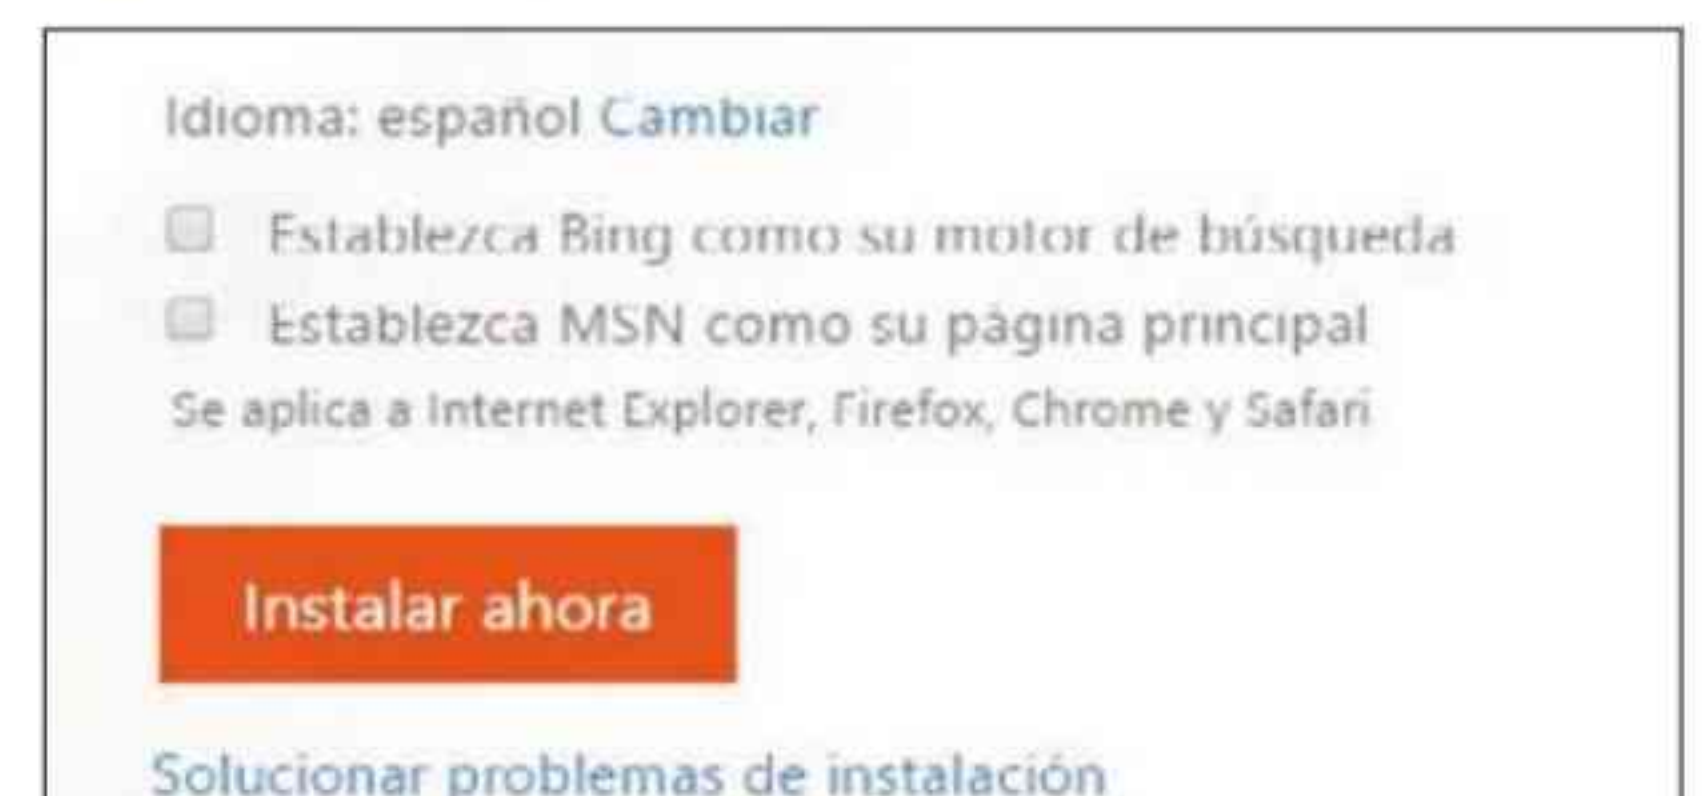 Idioma: español Cambiar
Establezca Bing como su motor de búsqueda
Establezca MSN como su página principal
Se aplica a Internet Explorer, Firefox, Chrome y Safari
Instalar ahora
Solucionar problemas de instalación